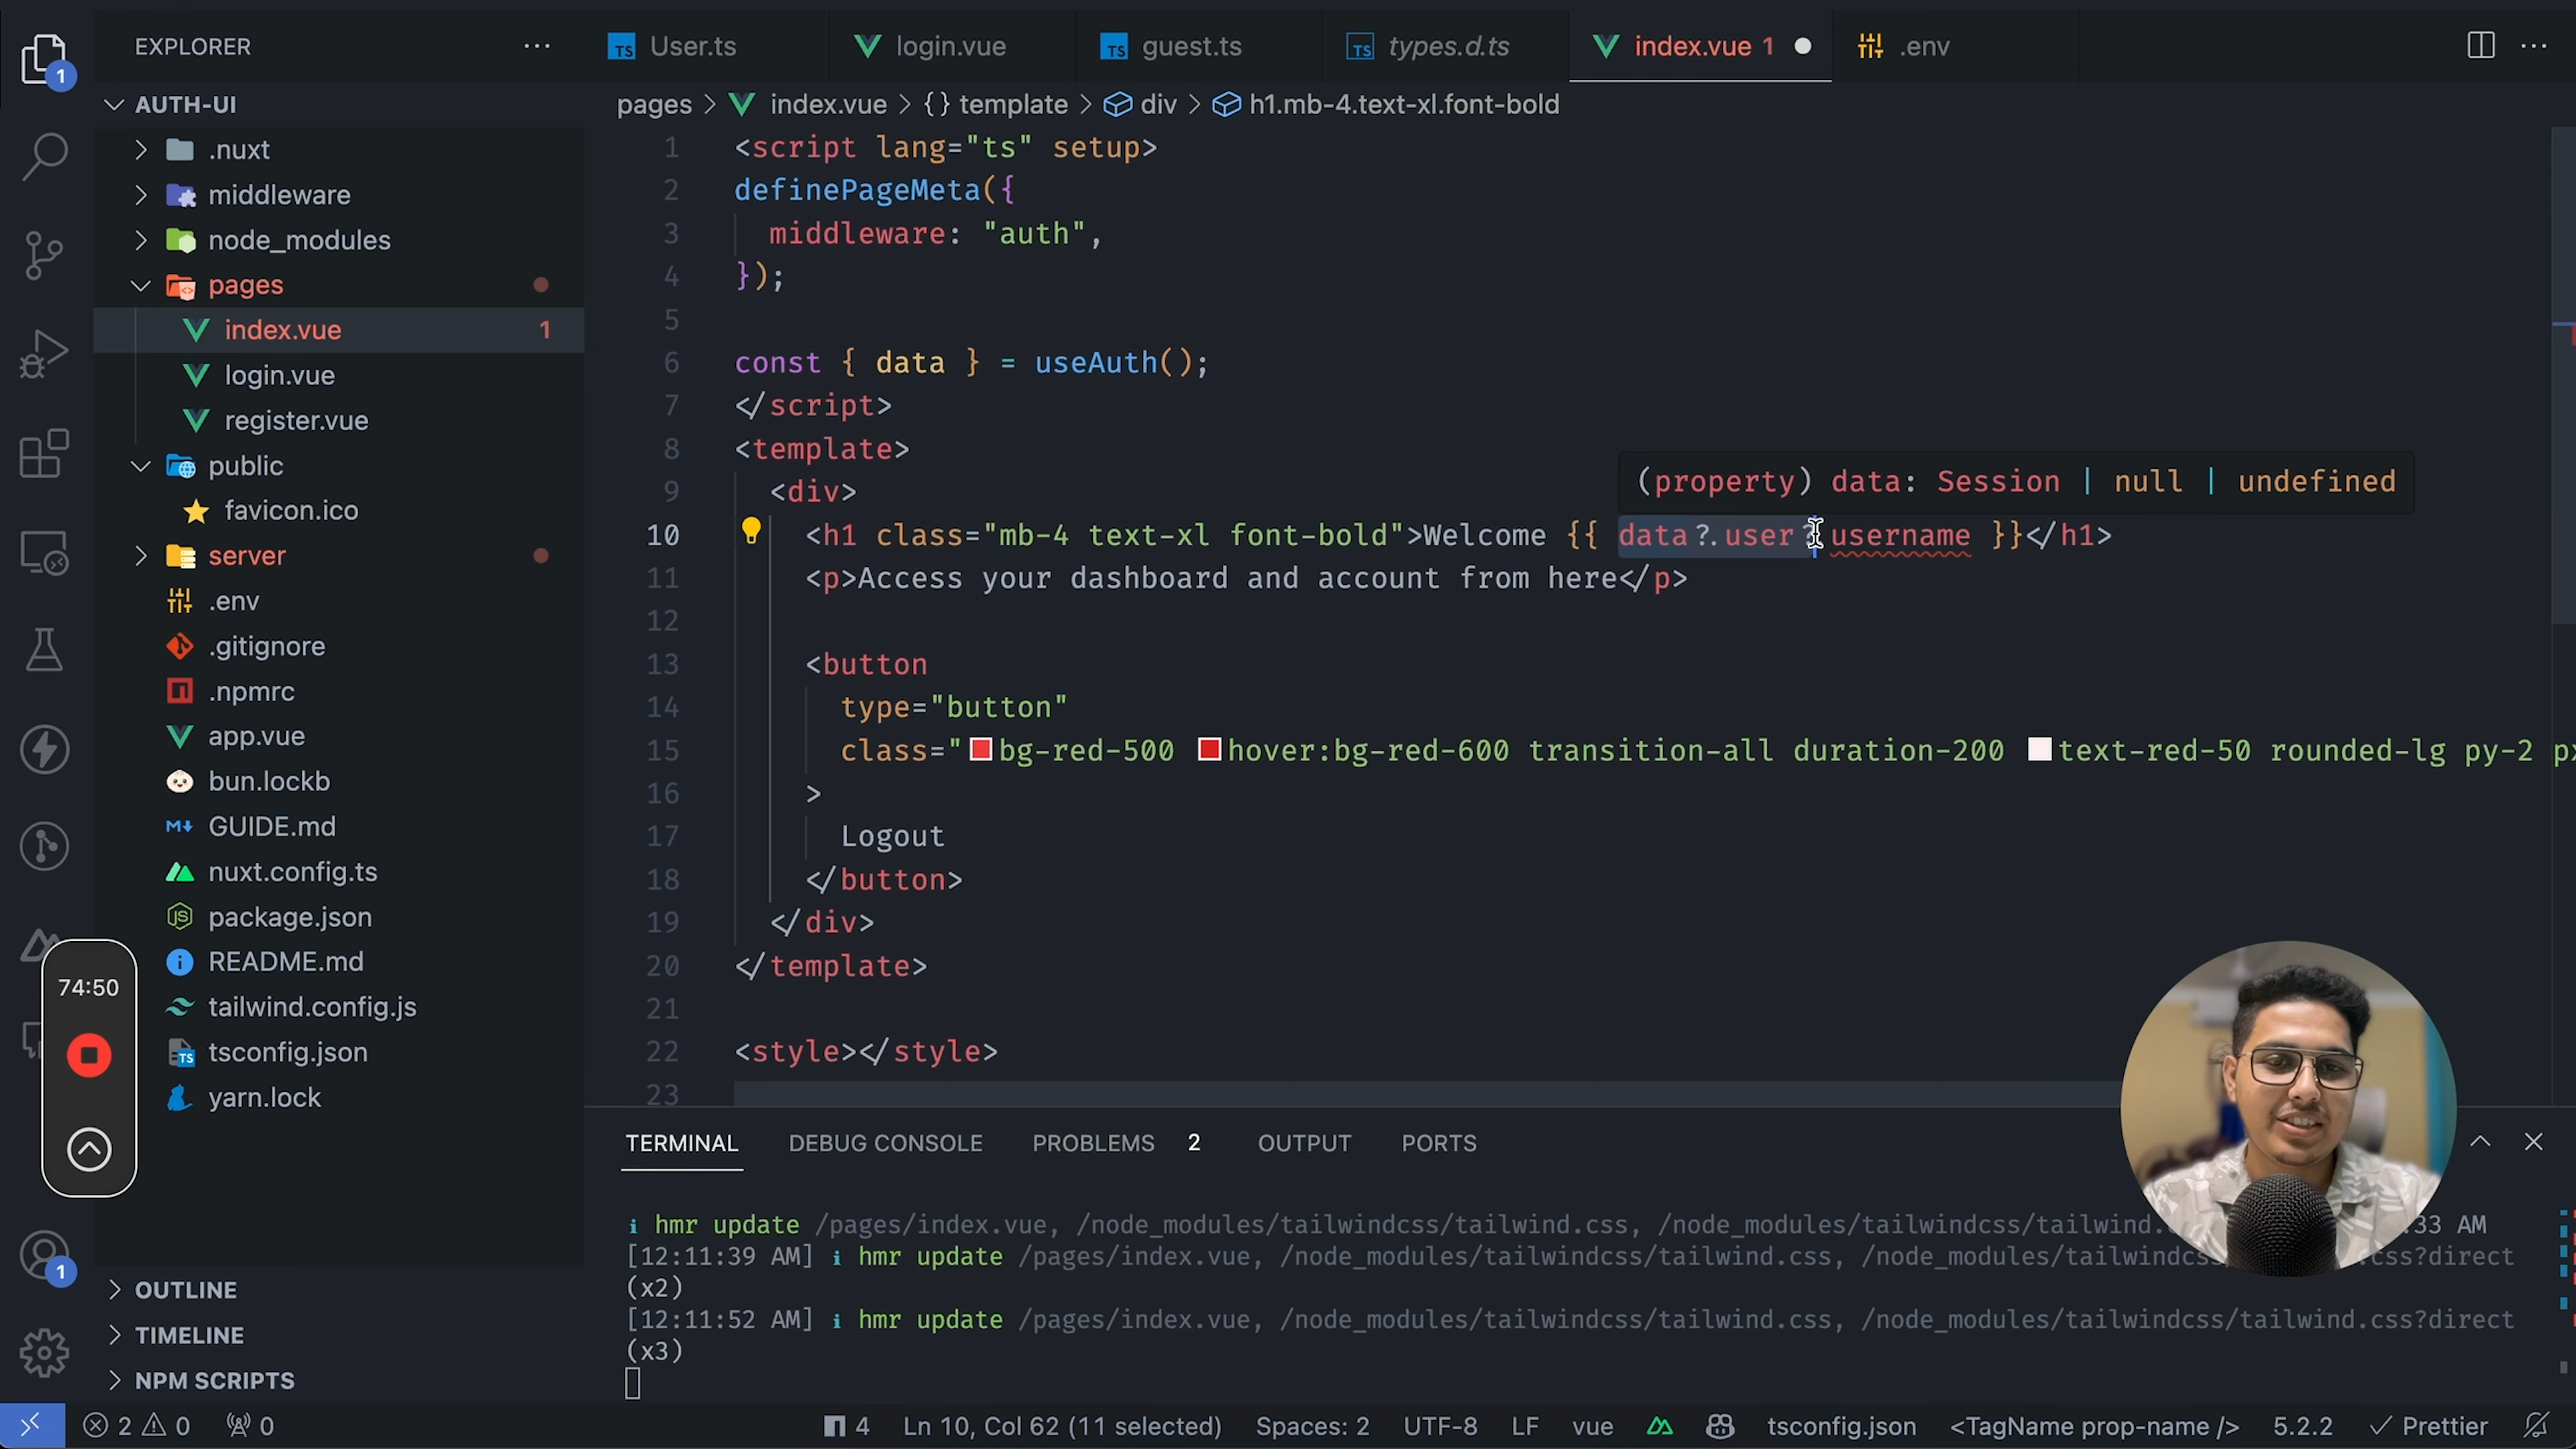 1
EXPLORER
AUTH-UI
.nuxt
middleware
node_modules
pages
index.vue 1
login.vue
register.vue
public
favicon.ico
server
.env
.gitignore
.npmrc
app.vue
bun.lockb
GUIDE.md
nuxt.config.ts
package.json
README.md
tailwind.config.js
tsconfig.json
yarn.lock
74:50
1
OUTLINE
TIMELINE
NPM SCRIPTS
User.ts login.vue guest.ts types.d.ts index.vue 1 .env
pages > index.vue > {} template > div > h1.mb-4.text-xl.font-bold
1 <script lang="ts" setup>
2 definePageMeta({
3 middleware: "auth",
4 });
5
6 const { data } = useAuth();
7 </script>
8 <template>
(property) data: Session | null | undefined
9 <div>
10 <h1 class="mb-4 text-xl font-bold">Welcome {{ data?.user?.username }}</h1>
11 <p>Access your dashboard and account from here</p>
12
13 <button
14 type="button"
15 class="bg-red-500 hover:bg-red-600 transition-all duration-200 text-red-50 rounded-lg py-2
16 >
17 Logout
18 </button>
19 </div>
20 </template>
21
22 <style></style>
23
TERMINAL DEBUG CONSOLE PROBLEMS 2 OUTPUT PORTS
i hmr update /pages/index.vue, /node_modules/tailwindcss/tailwind.css, /node_modules/tailwindcss/tailwind. :33 AM
[12:11:39 AM] i hmr update /pages/index.vue, /node_modules/tailwindcss/tailwind.css, /node_modules/tailwindcss/ css?direct
(x2)
[12:11:52 AM] i hmr update /pages/index.vue, /node_modules/tailwindcss/tailwind.css, /node_modules/tailwindcss/tailwind.css?direct
(x3)
2 0 0 4 Ln 10, Col 62 (11 selected) Spaces: 2 UTF-8 LF vue tsconfig.json <TagName prop-name /> 5.2.2 Prettier